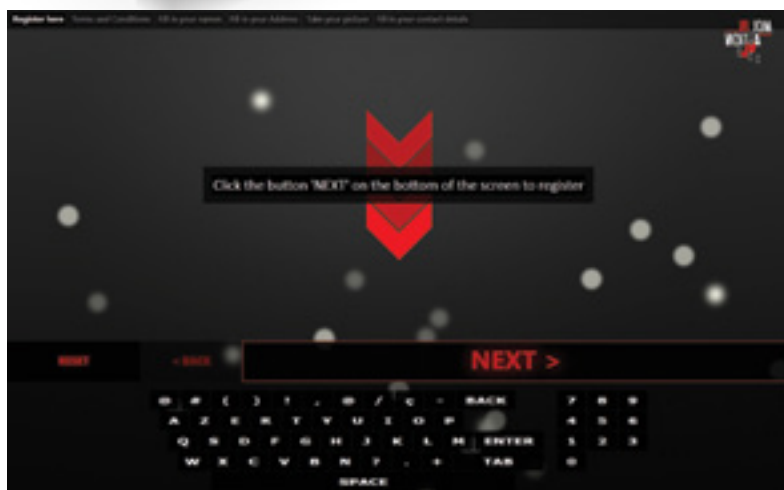 Register here Terms and Conditions Fill in your names Fill in your Address Take your picture Fill in your contact details
Click the button "NEXT" on the bottom of the screen to register
RESET < BACK NEXT >
@ # ( ) ! , @ / ç - BACK 7 8 9
A Z E R T Y U I O P 4 5 6
Q S D F G H J K L M ENTER 1 2 3
W X C V B N ? . + TAB 0
SPACE